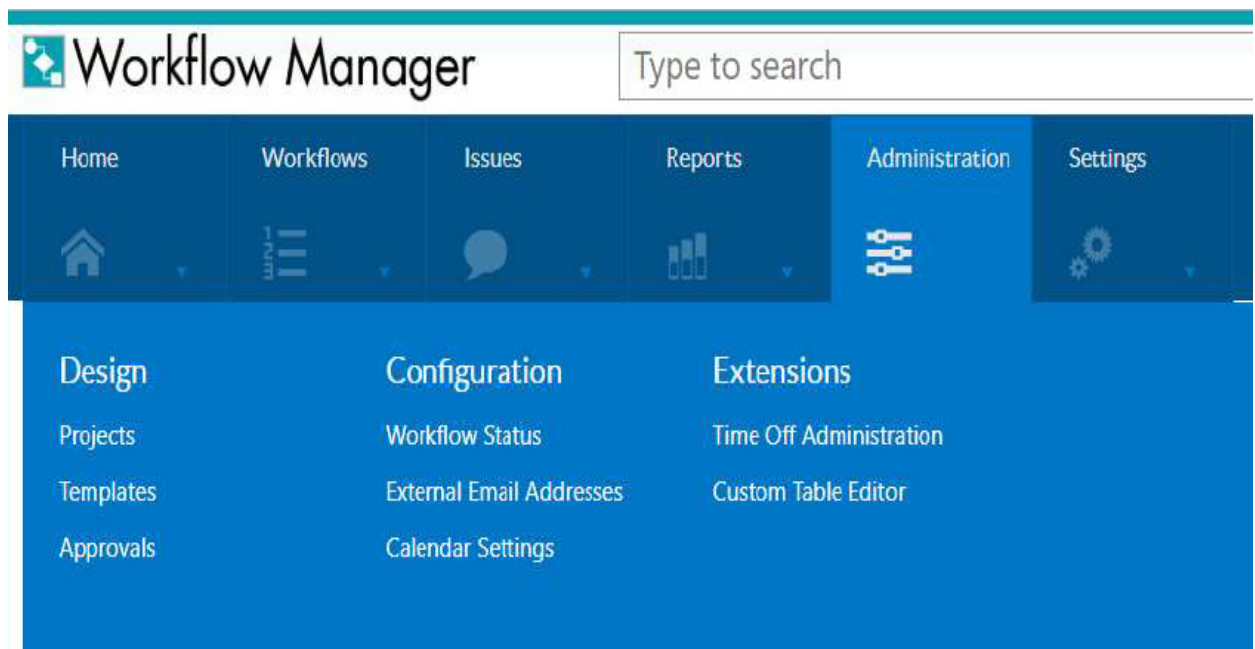 Workflow Manager Type to search
Home Workflows Issues Reports Administration Settings
Design Configuration Extensions
Projects Workflow Status Time Off Administration
Templates External Email Addresses Custom Table Editor
Approvals Calendar Settings